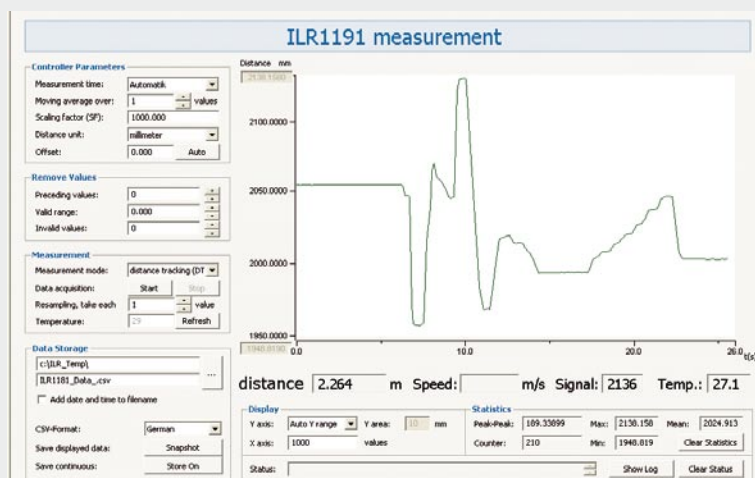 ILR1191 measurement
Controller Parameters
Measurement time: Automatik
Moving average over: 1 values
Scaling factor (SF): 1000.000
Distance unit: millimeter
Offset: 0.000 Auto
Remove Values
Preceding values: 0
Valid range: 0.000
Invalid values: 0
Measurement
Measurement mode: distance tracking (DT
Data acquisition: Start Stop
Resampling, take each 1 value
Temperature: 29 Refresh
Data Storage
c:\ILR_Temp\
ILR1181_Data_.csv
...
Add date and time to filename
CSV-Format: German
Save displayed data: Snapshot
Save continuous: Store On
Distance mm
2138.1580
2100.0000
2050.0000
2000.0000
1950.0000
1948.8190
0.0 10.0 20.0 26.0
t(s)
distance 2.264 m Speed: m/s Signal: 2136 Temp.: 27.1
Display
Y axis: Auto Y range Y area: 10 mm
X axis: 1000 values
Statistics
Peak-Peak: 189.33899 Max: 2138.158 Mean: 2024.913
Counter: 210 Min: 1948.819 Clear Statistics
Status: Show Log Clear Status